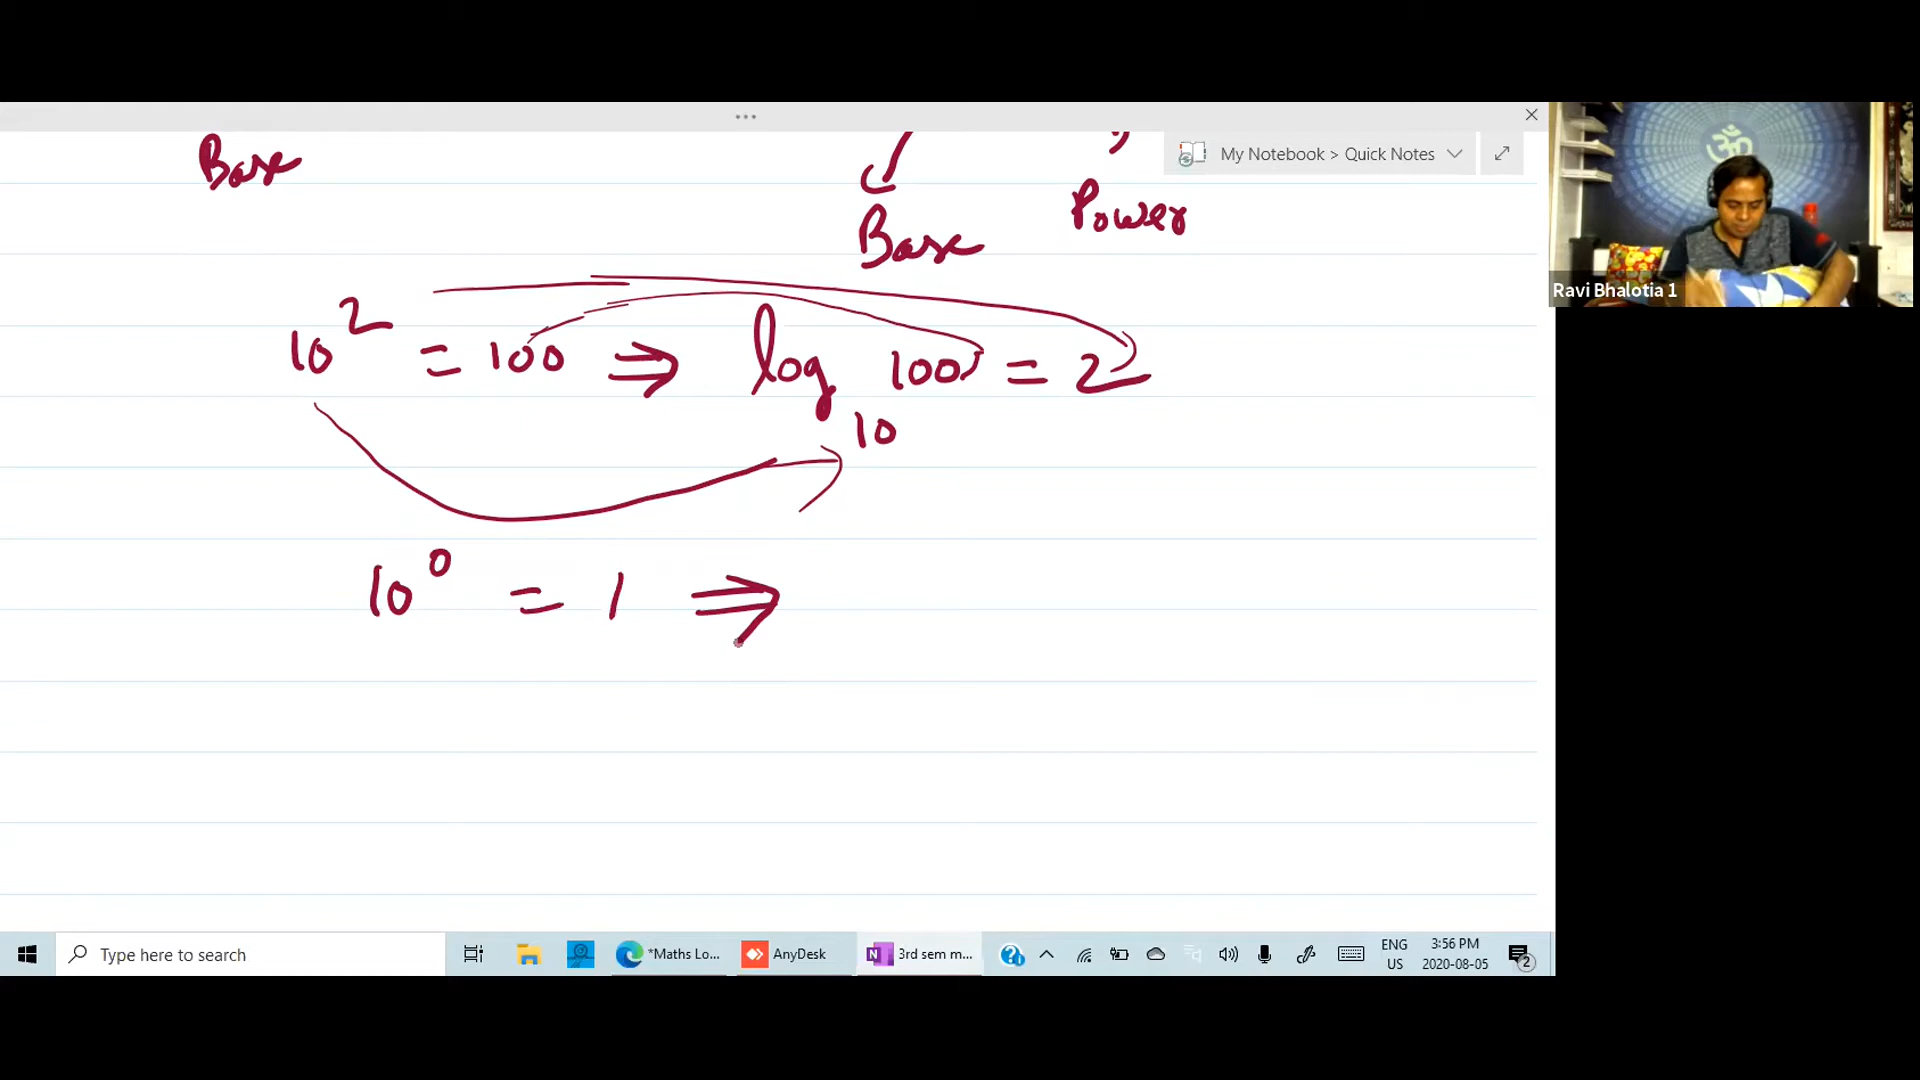 ...
My Notebook > Quick Notes
Base
Power
Base
10² = 100 ⇒ log₁₀ 100 = 2
10⁰ = 1 ⇒
Ravi Bhalotia 1
Type here to search
*Maths Lo...
AnyDesk
3rd sem m...
ENG
US
3:56 PM
2020-08-05
2